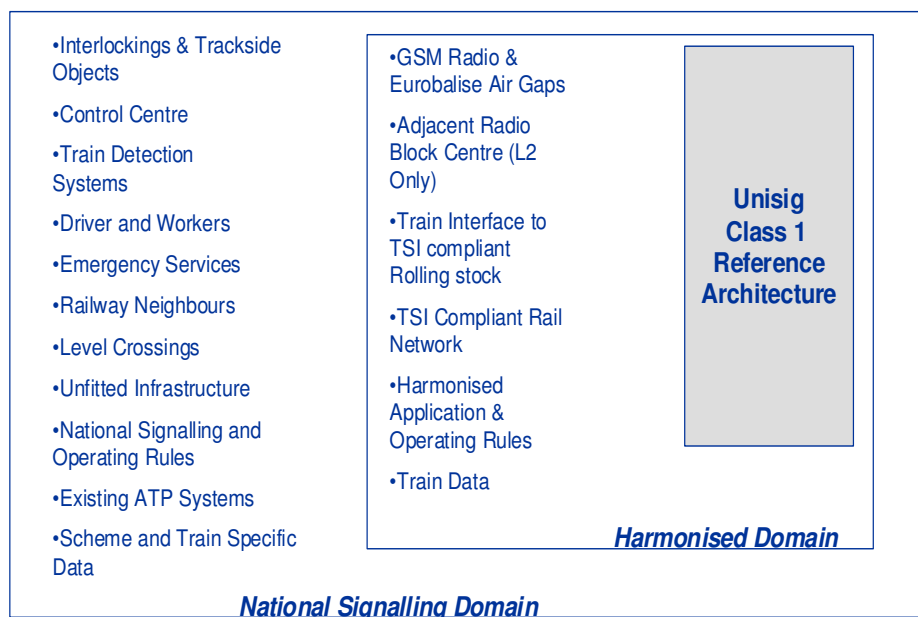 •Interlockings & Trackside
Objects
•Control Centre
•Train Detection
Systems
•Driver and Workers
•Emergency Services
•Railway Neighbours
•Level Crossings
•Unfitted Infrastructure
•National Signalling and
Operating Rules
•Existing ATP Systems
•Scheme and Train Specific
Data
•GSM Radio &
Eurobalise Air Gaps
•Adjacent Radio
Block Centre (L2
Only)
•Train Interface to
TSI compliant
Rolling stock
•TSI Compliant Rail
Network
•Harmonised
Application &
Operating Rules
•Train Data
Unisig
Class 1
Reference
Architecture
Harmonised Domain
National Signalling Domain